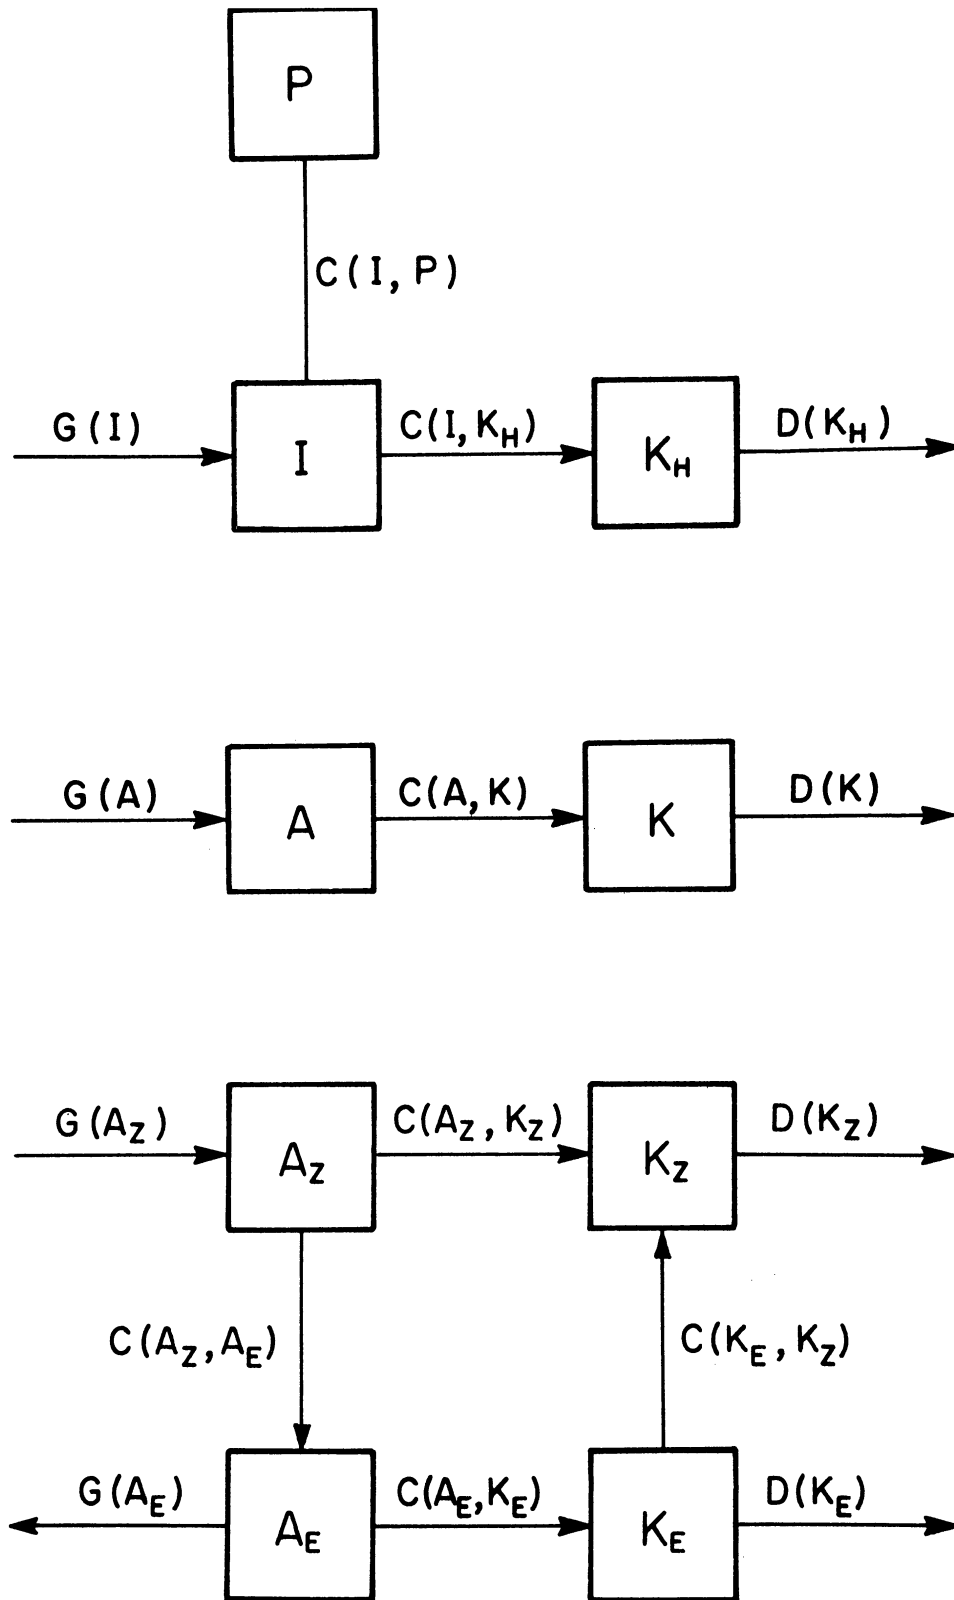 P
C(I, P)
G(I) C(I, K_H) D(K_H)
I K_H
G(A) C(A, K) D(K)
A K
G(A_Z) C(A_Z, K_Z) D(K_Z)
A_Z K_Z
C(A_Z, A_E) C(K_E, K_Z)
G(A_E) C(A_E, K_E) D(K_E)
A_E K_E